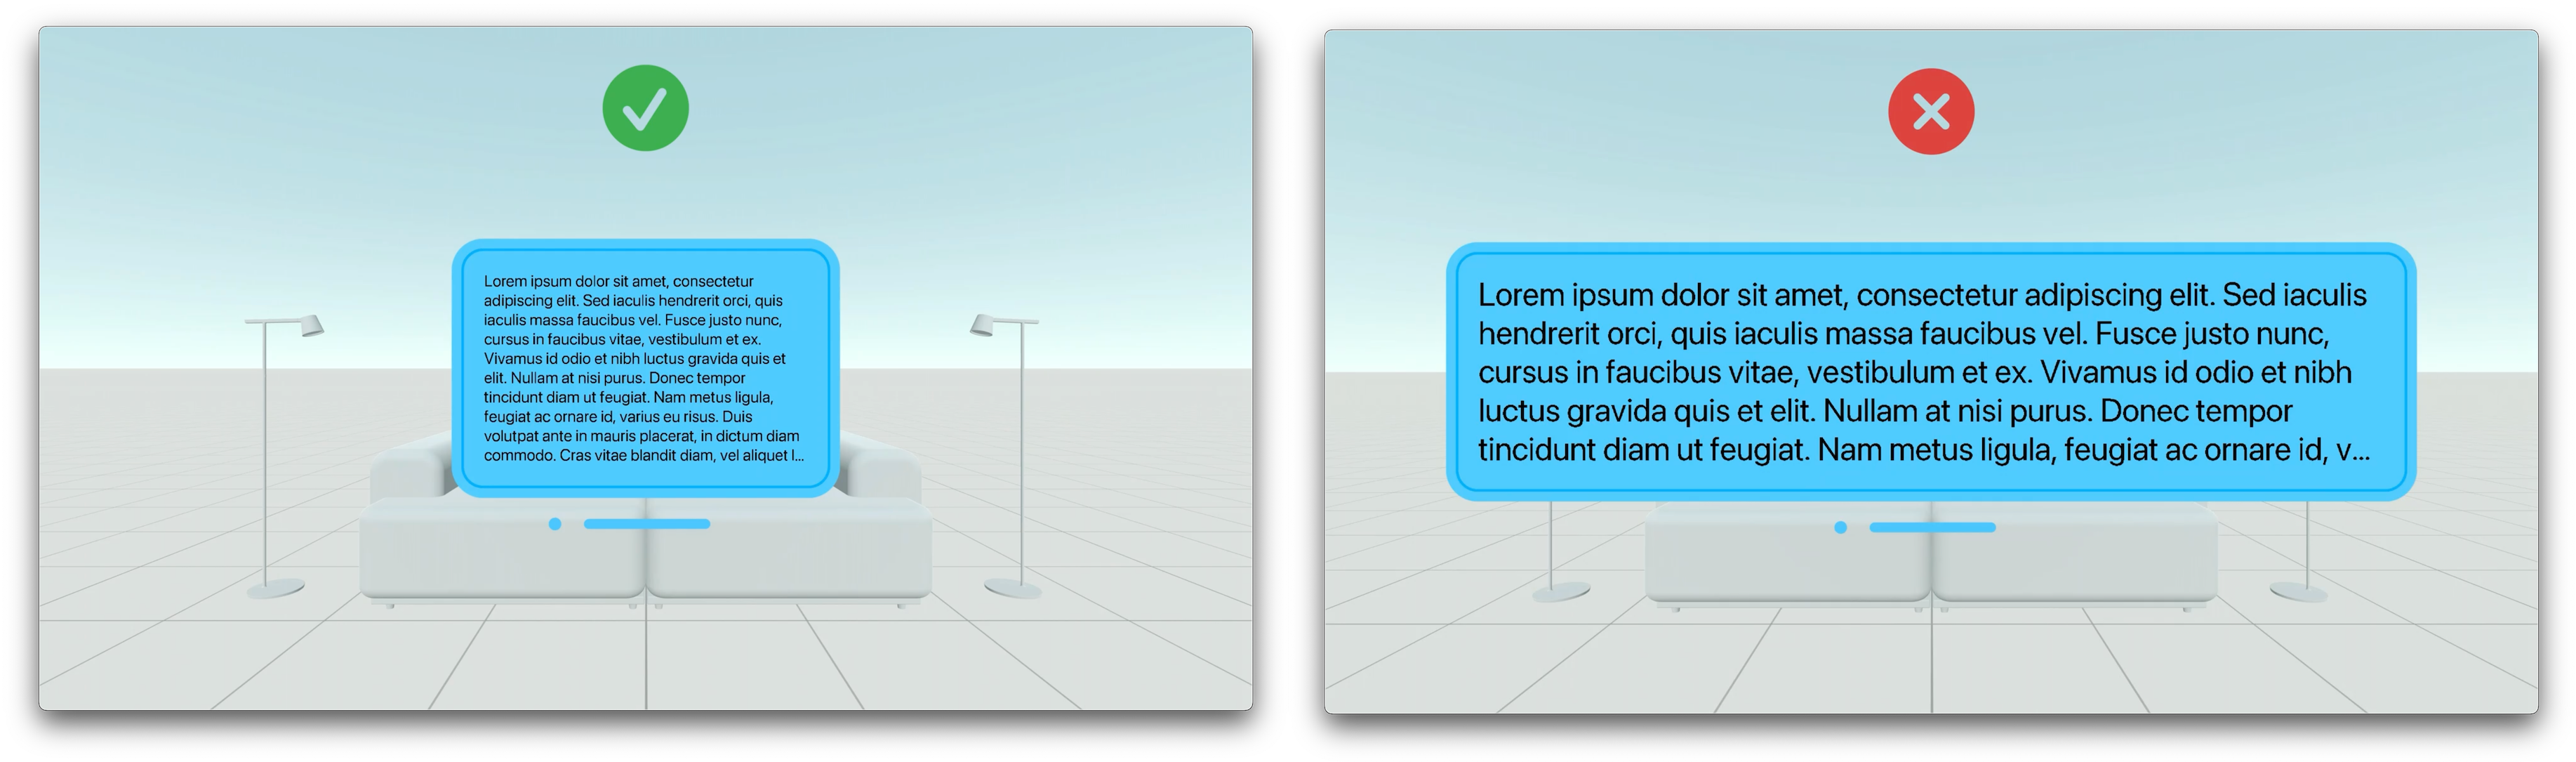 Lorem ipsum dolor sit amet, consectetur
adipiscing elit. Sed iaculis hendrerit orci, quis
iaculis massa faucibus vel. Fusce justo nunc,
cursus in faucibus vitae, vestibulum et ex.
Vivamus id odio et nibh luctus gravida quis et
elit. Nullam at nisi purus. Donec tempor
tincidunt diam ut feugiat. Nam metus ligula,
feugiat ac ornare id, varius eu risus. Duis
volutpat ante in mauris placerat, in dictum diam
commodo. Cras vitae blandit diam, vel aliquet l...
Lorem ipsum dolor sit amet, consectetur adipiscing elit. Sed iaculis
hendrerit orci, quis iaculis massa faucibus vel. Fusce justo nunc,
cursus in faucibus vitae, vestibulum et ex. Vivamus id odio et nibh
luctus gravida quis et elit. Nullam at nisi purus. Donec tempor
tincidunt diam ut feugiat. Nam metus ligula, feugiat ac ornare id, v...